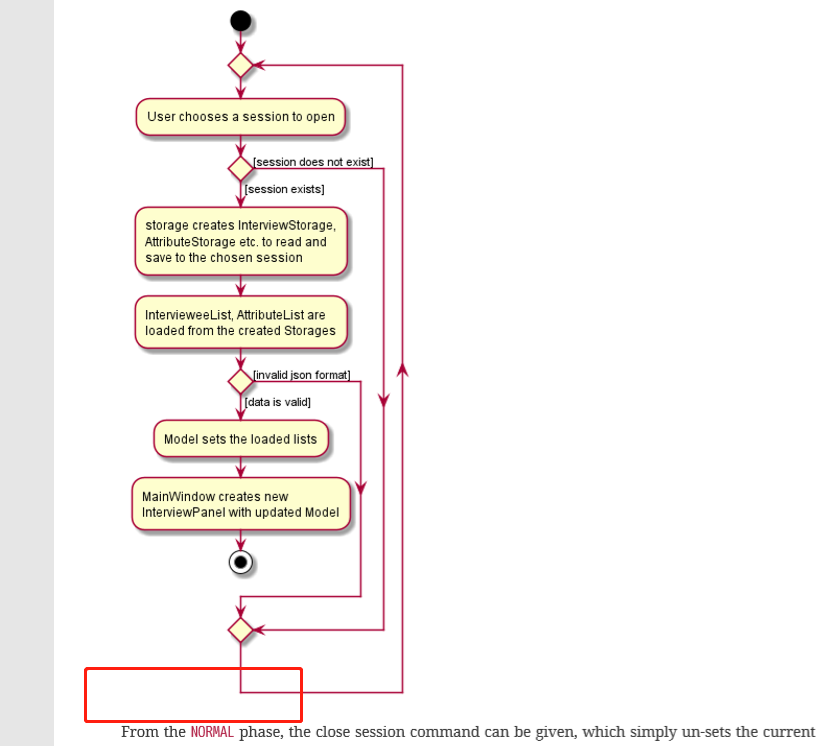 User chooses a session to open
[session does not exist]
[session exists]
storage creates InterviewStorage,
AttributeStorage etc. to read and
save to the chosen session
IntervieweeList, AttributeList are
loaded from the created Storages
[invalid json format]
[data is valid]
Model sets the loaded lists
MainWindow creates new
InterviewPanel with updated Model
From the NORMAL phase, the close session command can be given, which simply un-sets the current